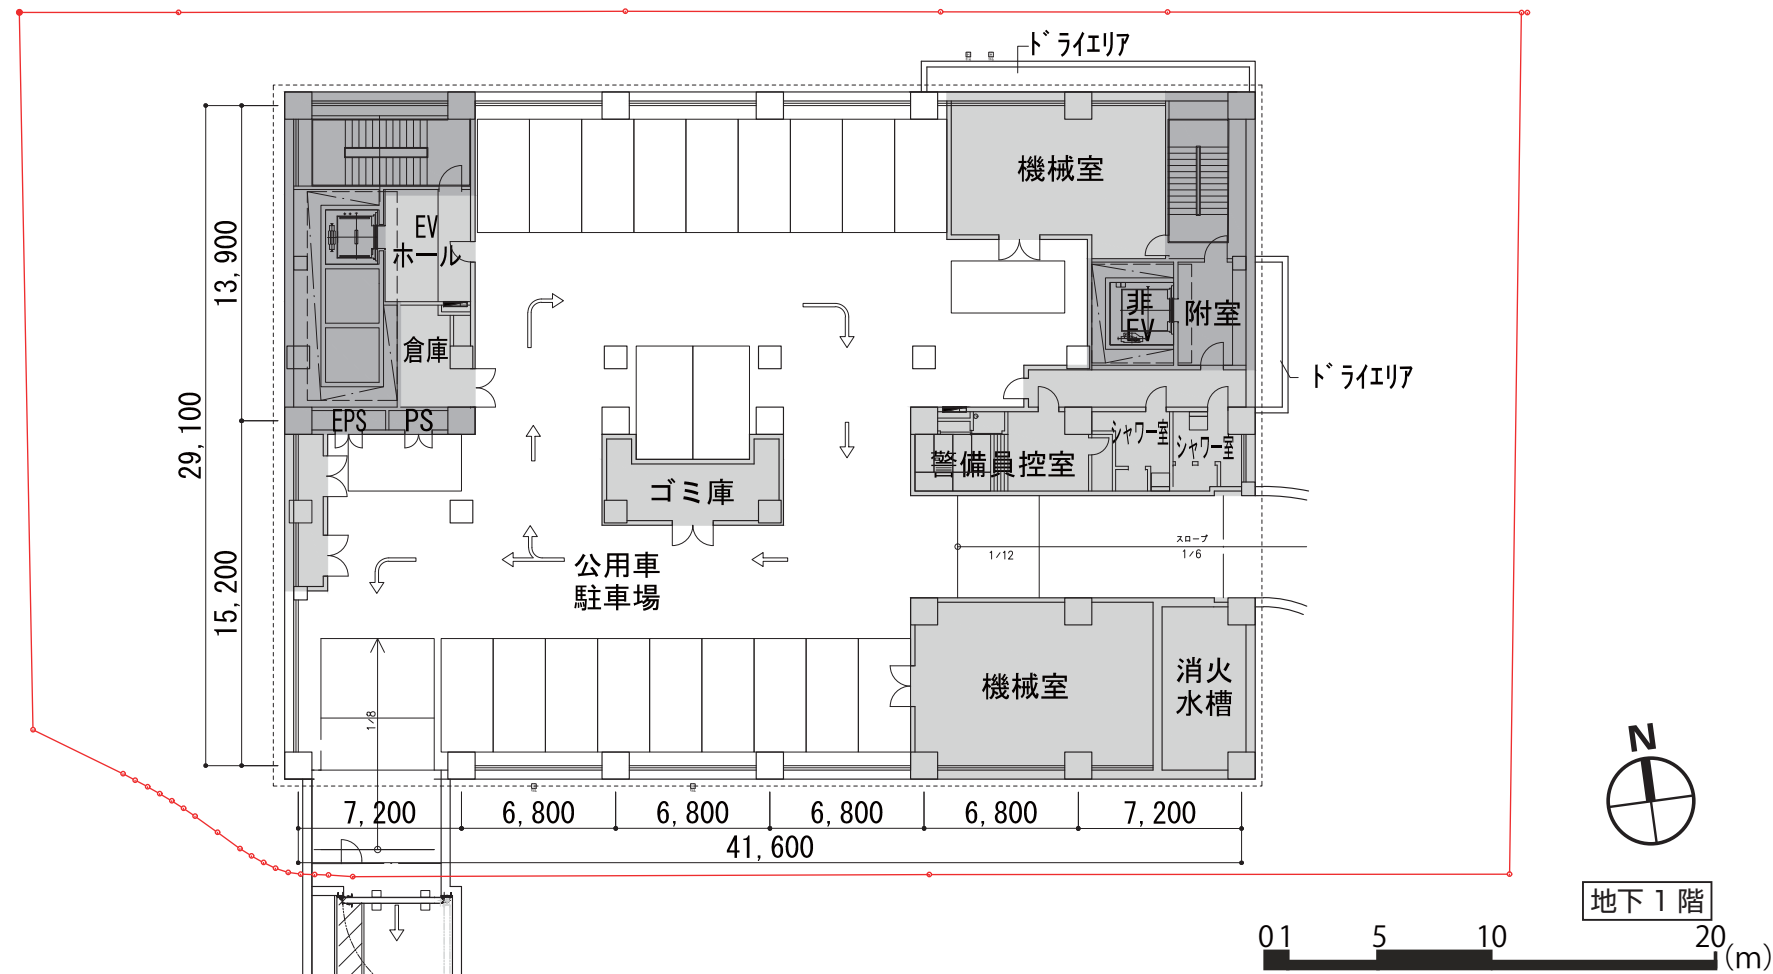 ドライエリア
機械室
EV
ホール
13,900
非
EV
附室
倉庫
ドライエリア
29,100
EPS
PS
シャワー室
シャワー室
警備員控室
ゴミ庫
スロープ
1/12
1/6
公用車
駐車場
15,200
機械室
消火
水槽
1/8
N
7,200
6,800
6,800
6,800
6,800
7,200
41,600
地下1階
0 1 5 10 20 (m)